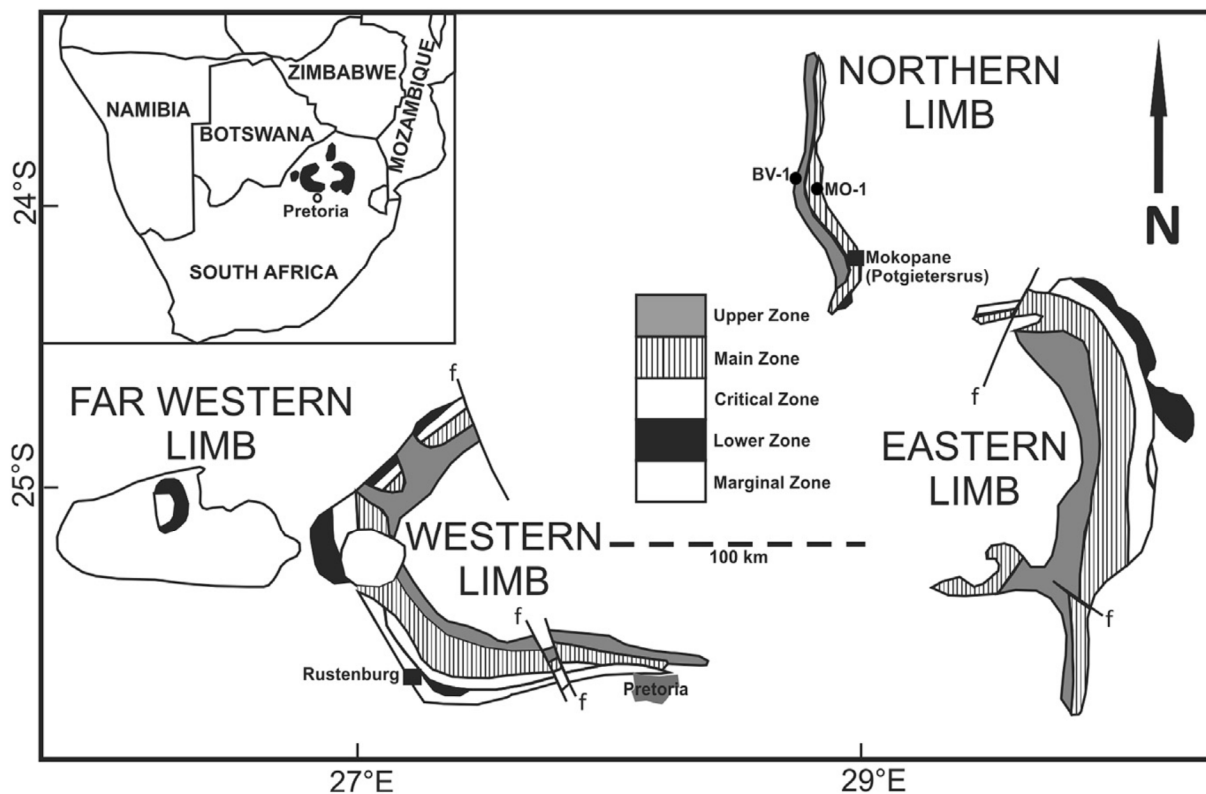 ZIMBABWE
NAMIBIA
BOTSWANA
MOZAMBIQUE
Pretoria
SOUTH AFRICA
NORTHERN
LIMB
N
BV-1
MO-1
Mokopane
(Potgietersrus)
24°S
25°S
Upper Zone
Main Zone
Critical Zone
Lower Zone
Marginal Zone
FAR WESTERN
LIMB
f
WESTERN
LIMB
100 km
f
EASTERN
LIMB
f
f
f
Rustenburg
Pretoria
27°E
29°E